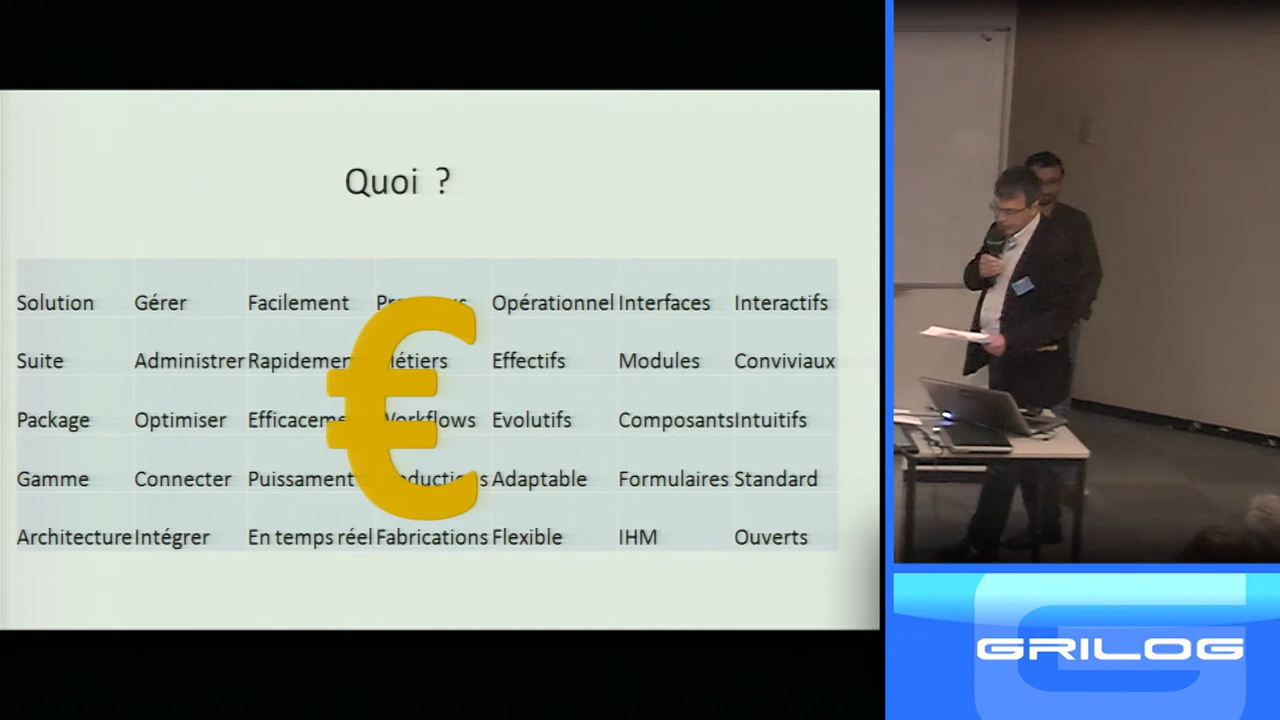 Quoi ?
Solution Gérer Facilement Opérationnel Interfaces Interactifs
Suite Administrer Effectifs Modules Conviviaux
Package Optimiser Workflows Evolutifs Composants Intuitifs
Gamme Connecter Adaptable Formulaires Standard
Architecture Intégrer En temps réel Fabrications Flexible IHM Ouverts
€
GRILOG